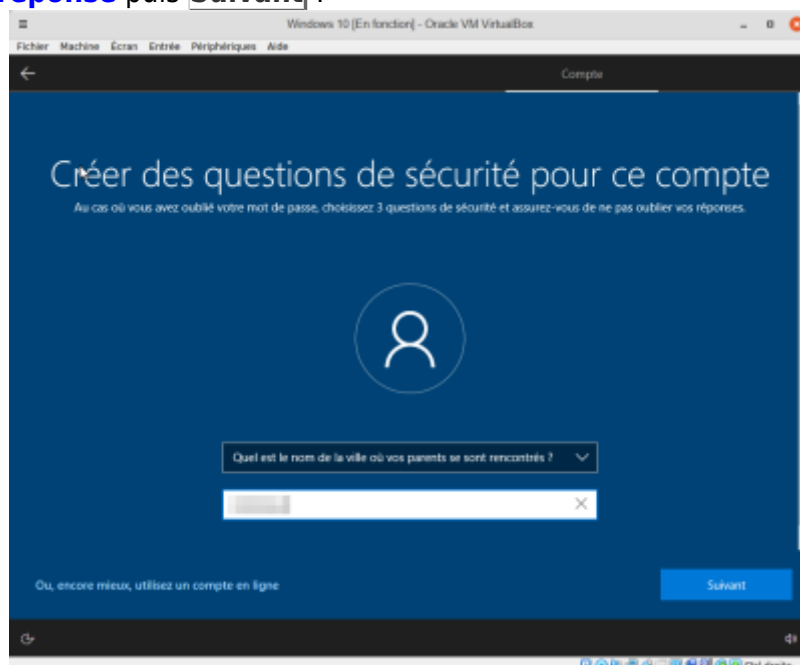 réponse puis Suivant :
Windows 10 [En fonction] - Oracle VM VirtualBox
Fichier Machine Écran Entrée Périphériques Aide
Compte
Créer des questions de sécurité pour ce compte
Au cas où vous avez oublié votre mot de passe, choisissez 3 questions de sécurité et assurez-vous de ne pas oublier vos réponses.
Quel est le nom de la ville où vos parents se sont rencontrés ?
Ou, encore mieux, utilisez un compte en ligne
Suivant
Ctrl droite